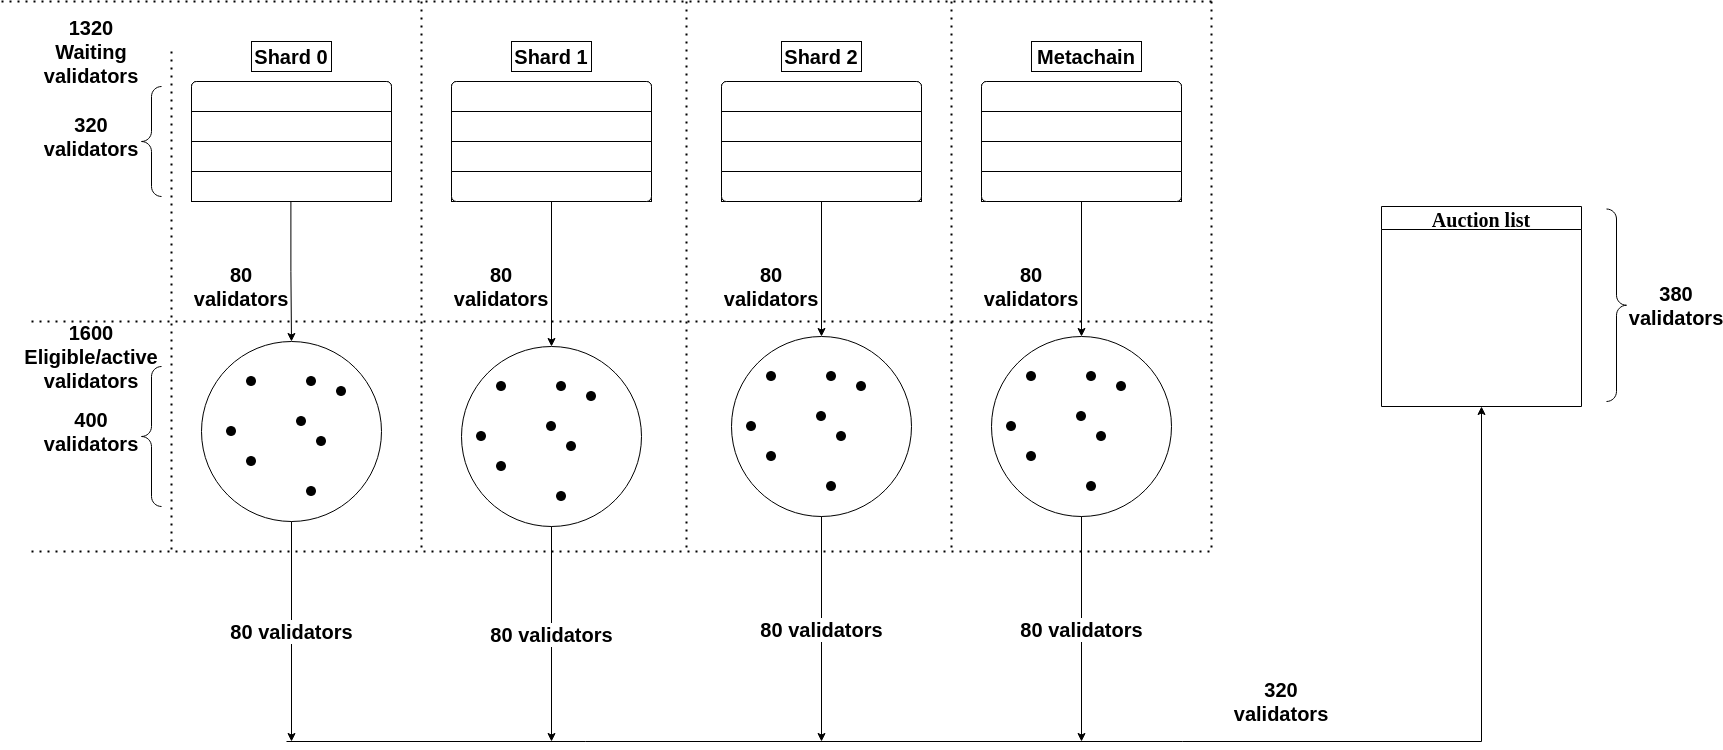 1320
Waiting
validators
320
validators
Shard 0
Shard 1
Shard 2
Metachain
80
validators
80
validators
80
validators
80
validators
Auction list
380
validators
1600
Eligible/active
validators
400
validators
80 validators
80 validators
80 validators
80 validators
320
validators